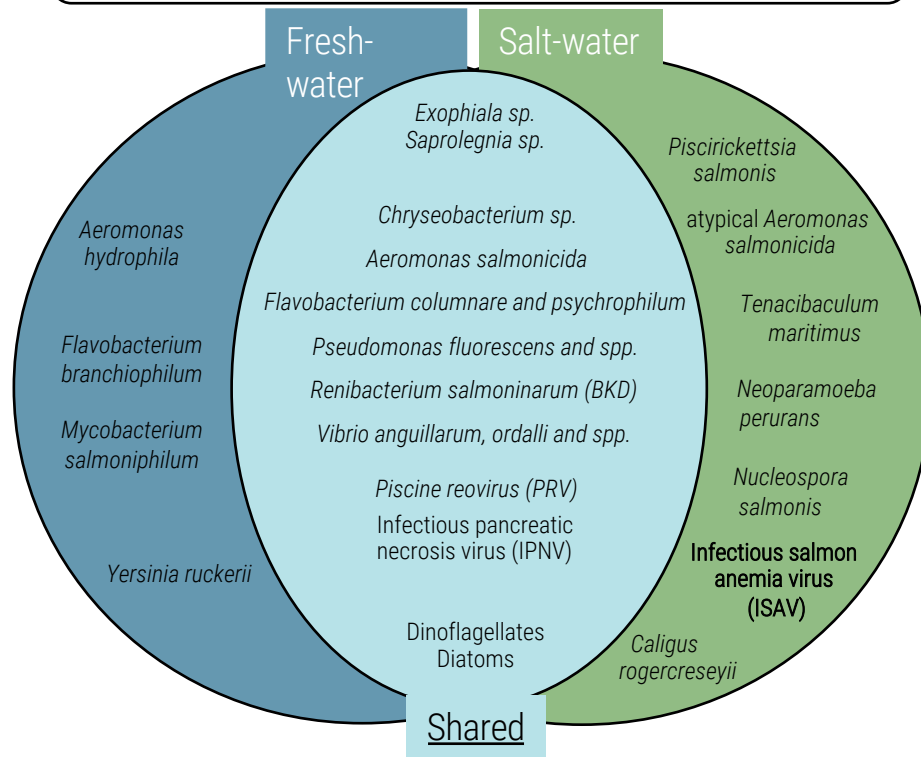 Fresh-
water
Salt-water
Exophiala sp.
Saprolegnia sp.
Chryseobacterium sp.
Aeromonas salmonicida
Flavobacterium columnare and psychrophilum
Pseudomonas fluorescens and spp.
Renibacterium salmoninarum (BKD)
Vibrio anguillarum, ordalli and spp.
Piscine reovirus (PRV)
Infectious pancreatic
necrosis virus (IPNV)
Dinoflagellates
Diatoms
Aeromonas
hydrophila
Flavobacterium
branchiophilum
Mycobacterium
salmoniphilum
Yersinia ruckerii
Piscirickettsia
salmonis
atypical Aeromonas
salmonicida
Tenacibaculum
maritimus
Neoparamoeba
perurans
Nucleospora
salmonis
Infectious salmon
anemia virus
(ISAV)
Caligus
rogercreseyii
Shared